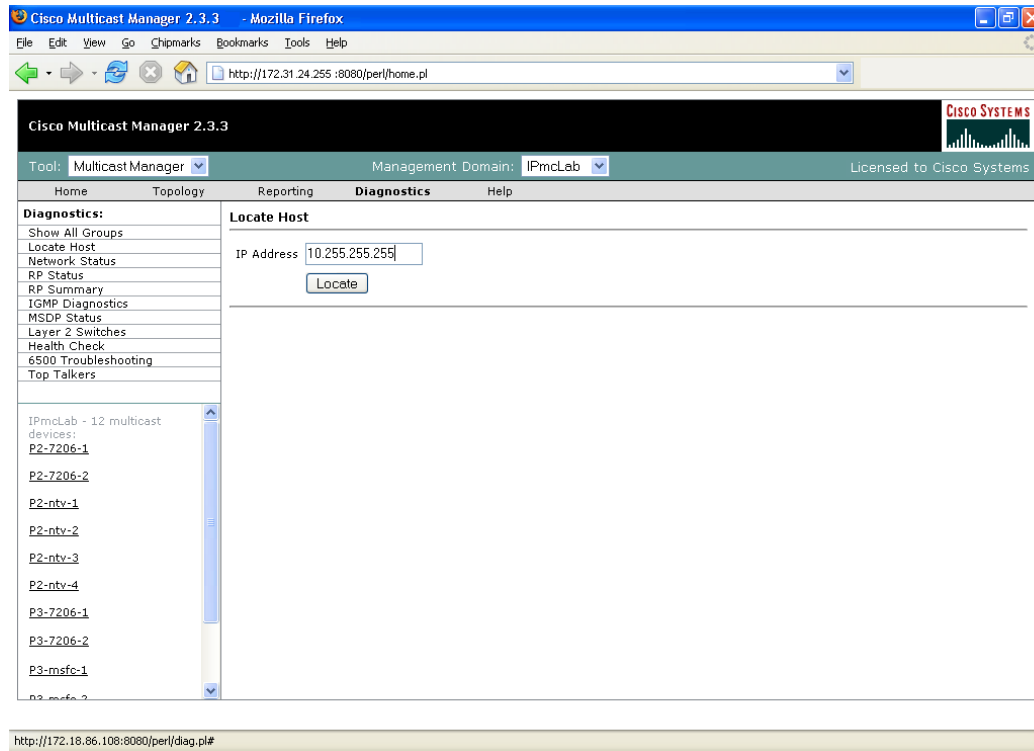 Cisco Multicast Manager 2.3.3 - Mozilla Firefox
File Edit View Go Chipmarks Bookmarks Tools Help
http://172.31.24.255 :8080/perl/home.pl
Cisco Multicast Manager 2.3.3
CISCO SYSTEMS
Tool: Multicast Manager Management Domain: IPmcLab Licensed to Cisco Systems
Home Topology Reporting Diagnostics Help
Diagnostics:
Show All Groups
Locate Host
Network Status
RP Status
RP Summary
IGMP Diagnostics
MSDP Status
Layer 2 Switches
Health Check
6500 Troubleshooting
Top Talkers
Locate Host
IP Address 10.255.255.255
Locate
IPmcLab - 12 multicast
devices:
P2-7206-1
P2-7206-2
P2-ntv-1
P2-ntv-2
P2-ntv-3
P2-ntv-4
P3-7206-1
P3-7206-2
P3-msfc-1
P3-msfc-2
http://172.18.86.108:8080/perl/diag.pl#